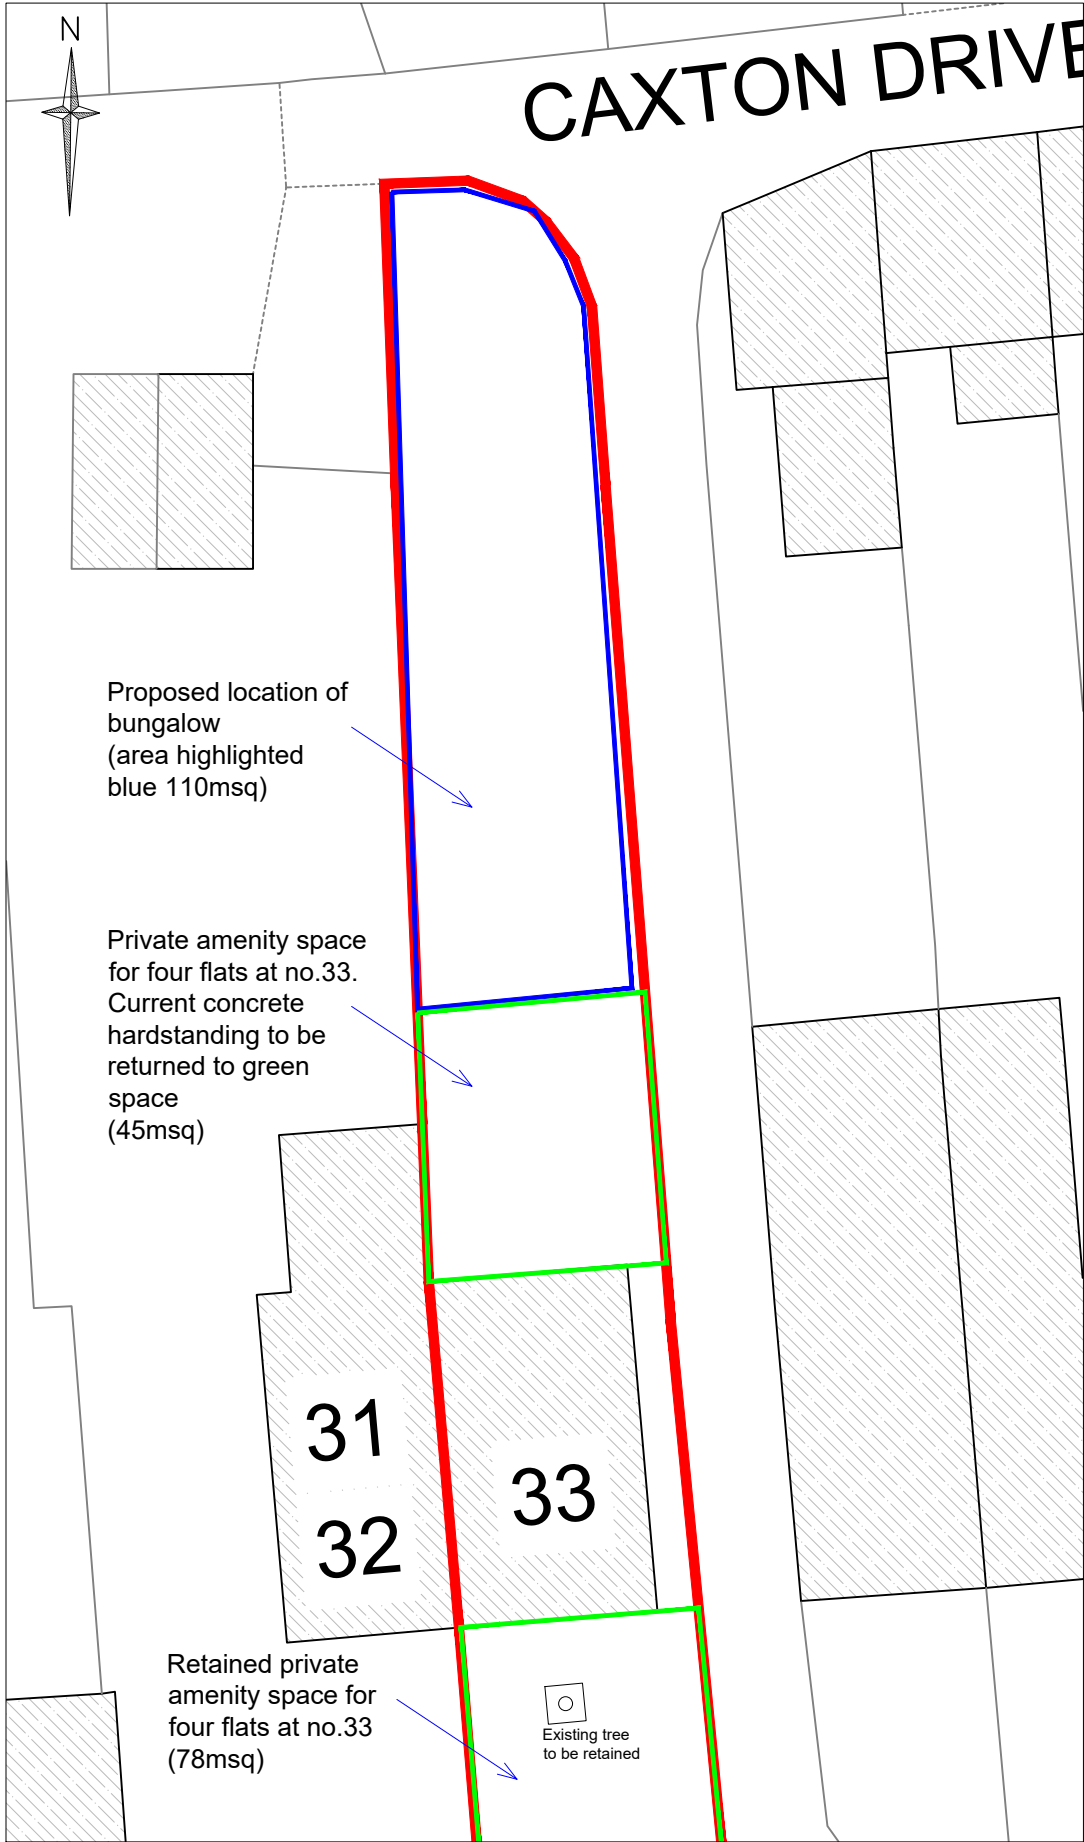 N
CAXTON DRIVE
Proposed location of
bungalow
(area highlighted
blue 110msq)
Private amenity space
for four flats at no.33.
Current concrete
hardstanding to be
returned to green
space
(45msq)
31
32
33
Retained private
amenity space for
four flats at no.33
(78msq)
Existing tree
to be retained